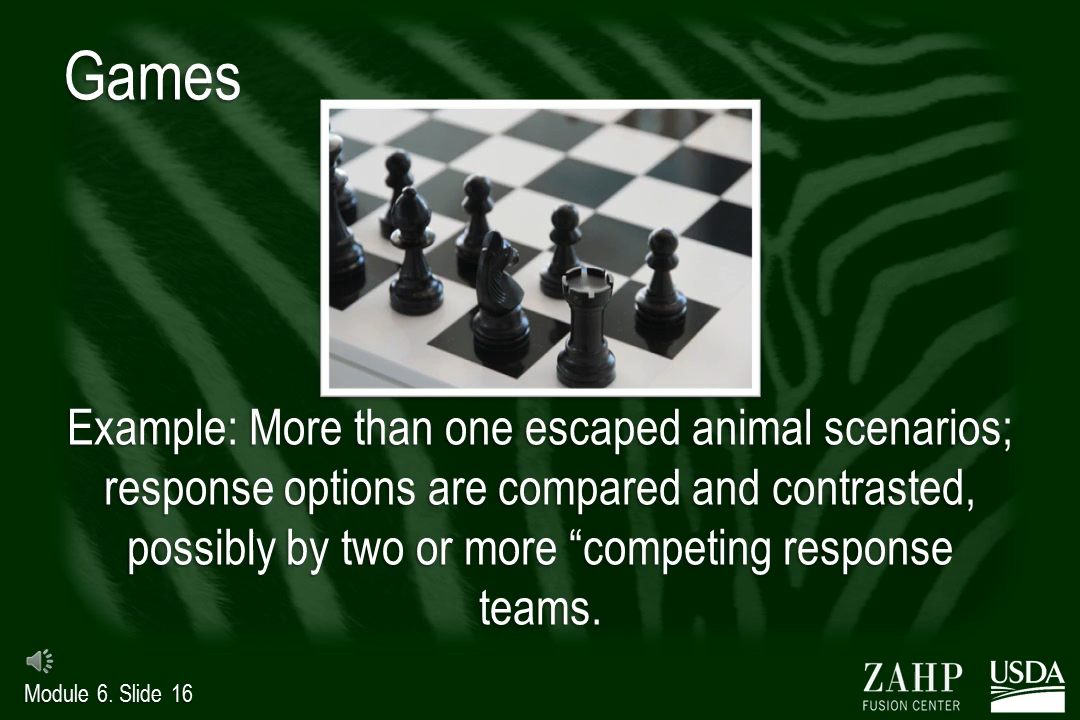 Games
Example: More than one escaped animal scenarios;
response options are compared and contrasted,
possibly by two or more “competing response
teams.
Module 6. Slide 16
ZAHP
FUSION CENTER
USDA